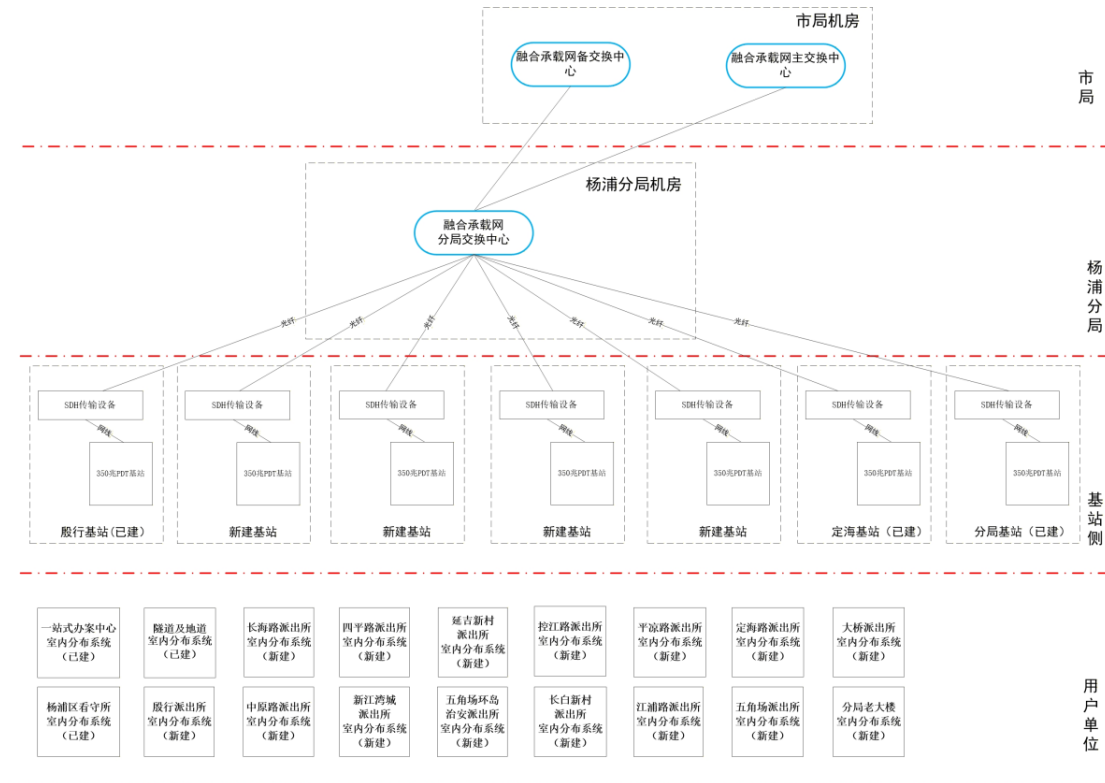 市局机房
融合承载网备交换中
心
融合承载网主交换中
心
市
局
杨浦分局机房
融合承载网
分局交换中心
杨
浦
分
局
光纤
光纤
光纤
光纤
光纤
光纤
光纤
SDH传输设备
SDH传输设备
SDH传输设备
SDH传输设备
SDH传输设备
SDH传输设备
SDH传输设备
网线
网线
网线
网线
网线
网线
网线
350兆PDT基站
350兆PDT基站
350兆PDT基站
350兆PDT基站
350兆PDT基站
350兆PDT基站
350兆PDT基站
殷行基站(已建)
新建基站
新建基站
新建基站
新建基站
定海基站（已建）
分局基站（已建）
基
站
侧
一站式办案中心
室内分布系统
（已建）
隧道及地道
室内分布系统
（已建）
长海路派出所
室内分布系统
（新建）
四平路派出所
室内分布系统
（新建）
延吉新村
派出所
室内分布系统
（新建）
控江路派出所
室内分布系统
（新建）
平凉路派出所
室内分布系统
（新建）
定海路派出所
室内分布系统
（新建）
大桥派出所
室内分布系统
（新建）
杨浦区看守所
室内分布系统
（已建）
殷行派出所
室内分布系统
（新建）
中原路派出所
室内分布系统
（新建）
新江湾城
派出所
室内分布系统
（新建）
五角场环岛
治安派出所
室内分布系统
（新建）
长白新村
派出所
室内分布系统
（新建）
江浦路派出所
室内分布系统
（新建）
五角场派出所
室内分布系统
（新建）
分局老大楼
室内分布系统
（新建）
用
户
单
位